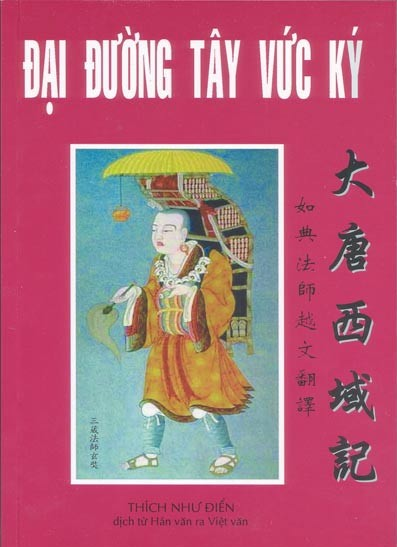 ĐẠI ĐƯỜNG TÂY VỨC KÝ
大唐西域記
如典法師越文翻譯
三蔵法師玄奘
THÍCH NHƯ ĐIỂN
dịch từ Hán văn ra Việt văn